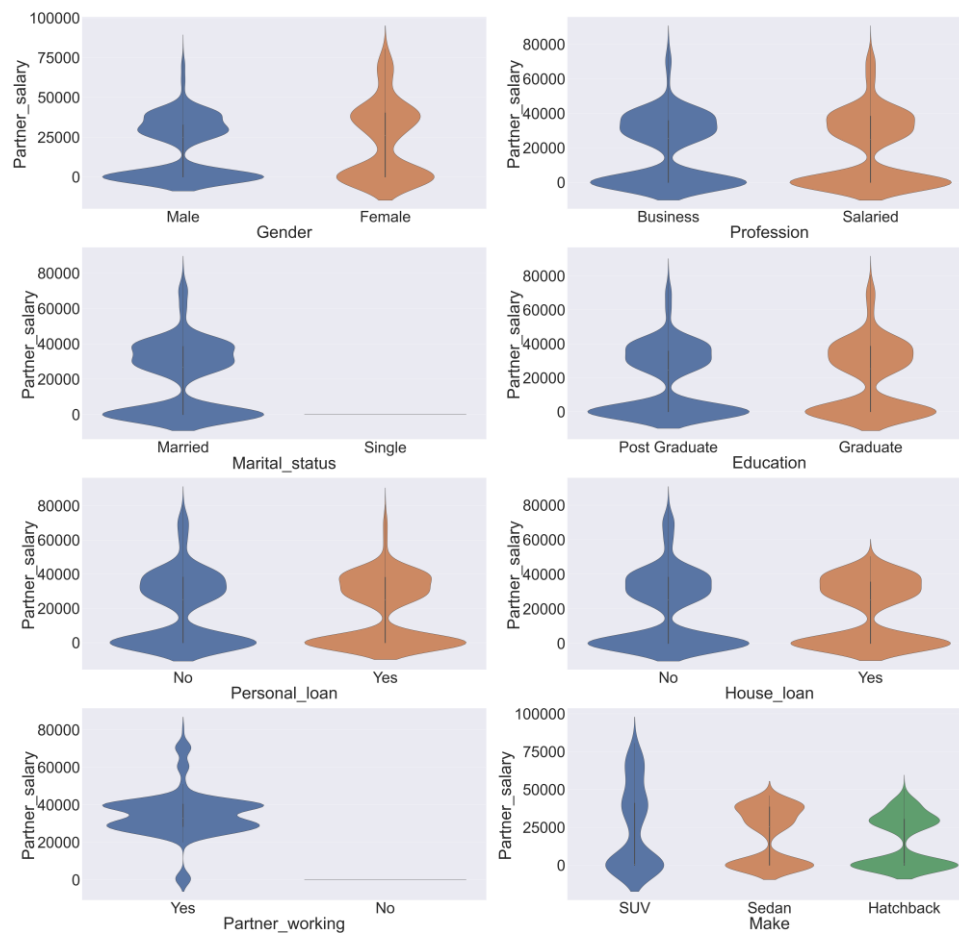 100000
75000
50000
25000
0
Partner_salary
Male Female
Gender
80000
60000
40000
20000
0
Partner_salary
Business Salaried
Profession
80000
60000
40000
20000
0
Partner_salary
Married Single
Marital_status
80000
60000
40000
20000
0
Partner_salary
Post Graduate Graduate
Education
80000
60000
40000
20000
0
Partner_salary
No Yes
Personal_loan
80000
60000
40000
20000
0
Partner_salary
No Yes
House_loan
80000
60000
40000
20000
0
Partner_salary
Yes No
Partner_working
100000
75000
50000
25000
0
Partner_salary
SUV Sedan Hatchback
Make